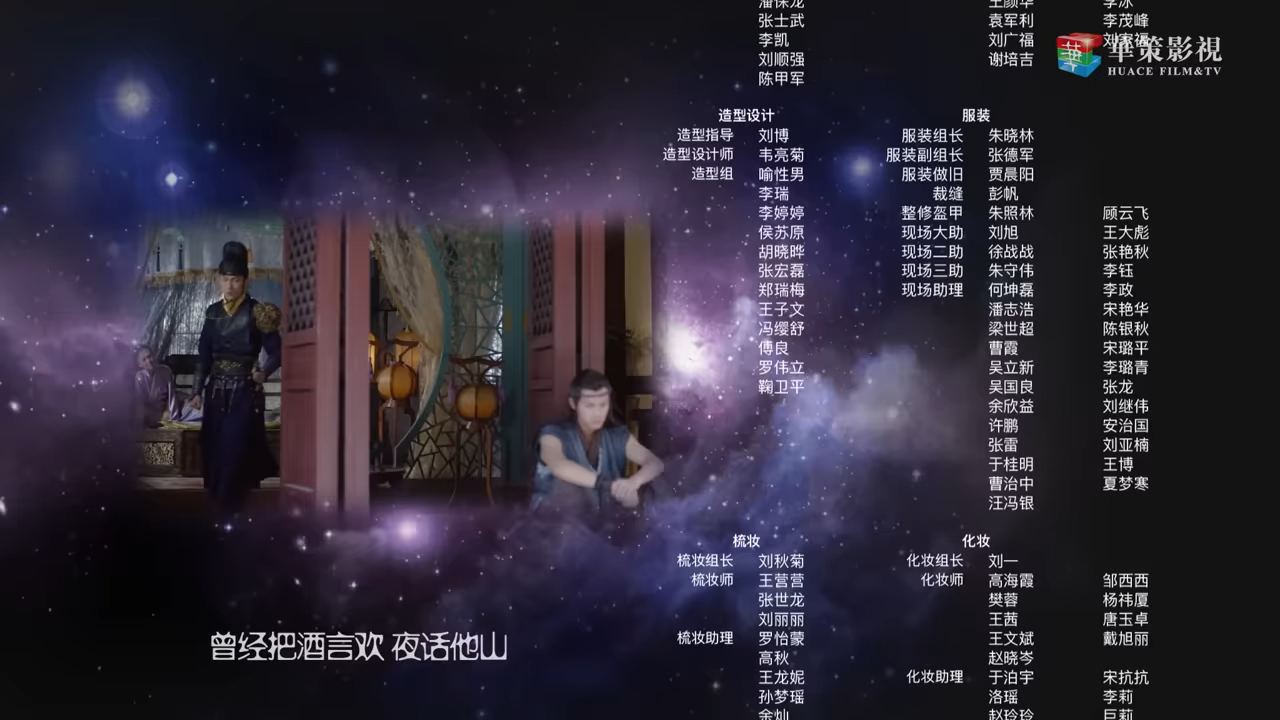 潘保龙 王颜华 李冰
张士武 袁军利 李茂峰
李凯 刘广福
刘顺强 谢培吉
陈甲军
華策影視
HUACE FILM&TV
造型设计
造型指导 刘博
造型设计师 韦亮菊
造型组 喻性男
李瑞
李婷婷
侯苏原
胡晓晔
张宏磊
郑瑞梅
王子文
冯缨舒
傅良
罗伟立
鞠卫平
服装
服装组长 朱晓林
服装副组长 张德军
服装做旧 贾晨阳
裁缝 彭帆
整修盔甲 朱照林 顾云飞
现场大助 刘旭 王大彪
现场二助 徐战战 张艳秋
现场三助 朱守伟 李钰
现场助理 何坤磊 李政
潘志浩 宋艳华
梁世超 陈银秋
曹霞 宋璐平
吴立新 李璐青
吴国良 张龙
余欣益 刘继伟
许鹏 安治国
张雷 刘亚楠
于桂明 王博
曹治中 夏梦寒
汪冯银
梳妆
梳妆组长 刘秋菊
梳妆师 王营营
张世龙
刘丽丽
梳妆助理 罗怡蒙
高秋
王龙妮
孙梦瑶
金灿
化妆
化妆组长 刘一
化妆师 高海霞 邹西西
樊蓉 杨祎厦
王茜 唐玉卓
王文斌 戴旭丽
赵晓岑
化妆助理 于泊宇 宋抗抗
洛瑶 李莉
赵玲玲 巨莉
曾经把酒言欢 夜话他山